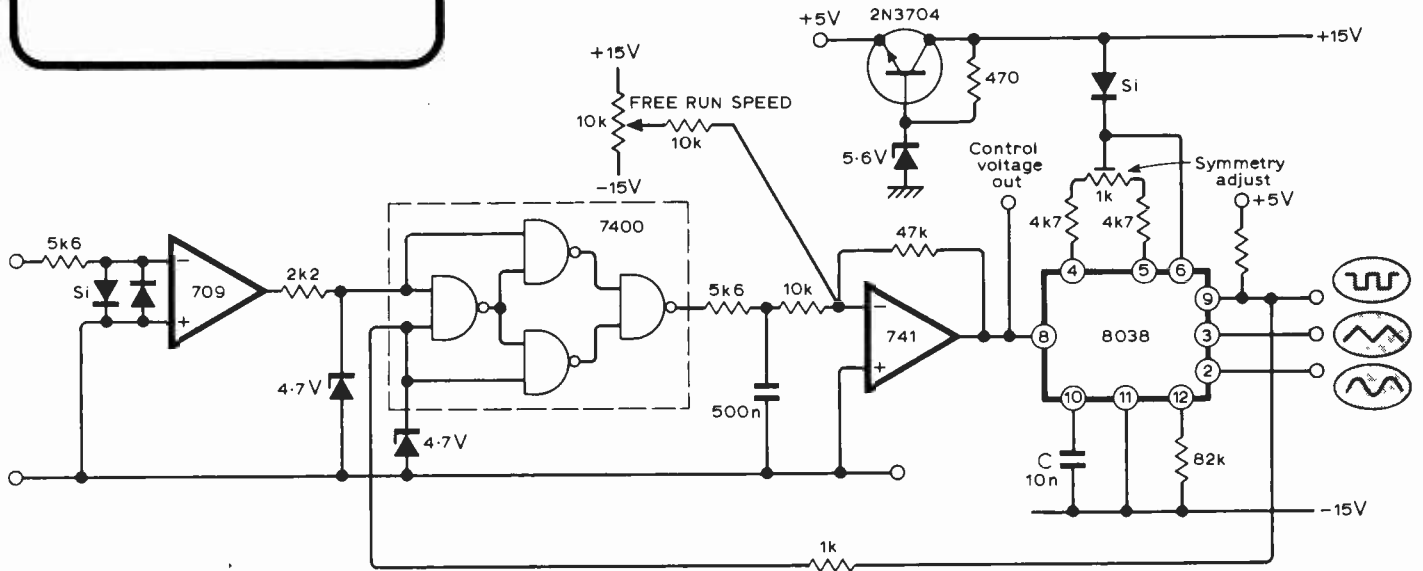 +5V
2N3704
+15V
470
Si
5·6V
+15V
FREE RUN SPEED
10k
10k
-15V
Control
voltage
out
Symmetry
adjust
1k
+5V
4k7
4k7
7400
47k
5k6
Si
709
2k2
4·7V
4·7V
5k6
10k
500n
741
4
5
6
9
8
8038
3
2
10
11
12
C
10n
82k
-15V
1k